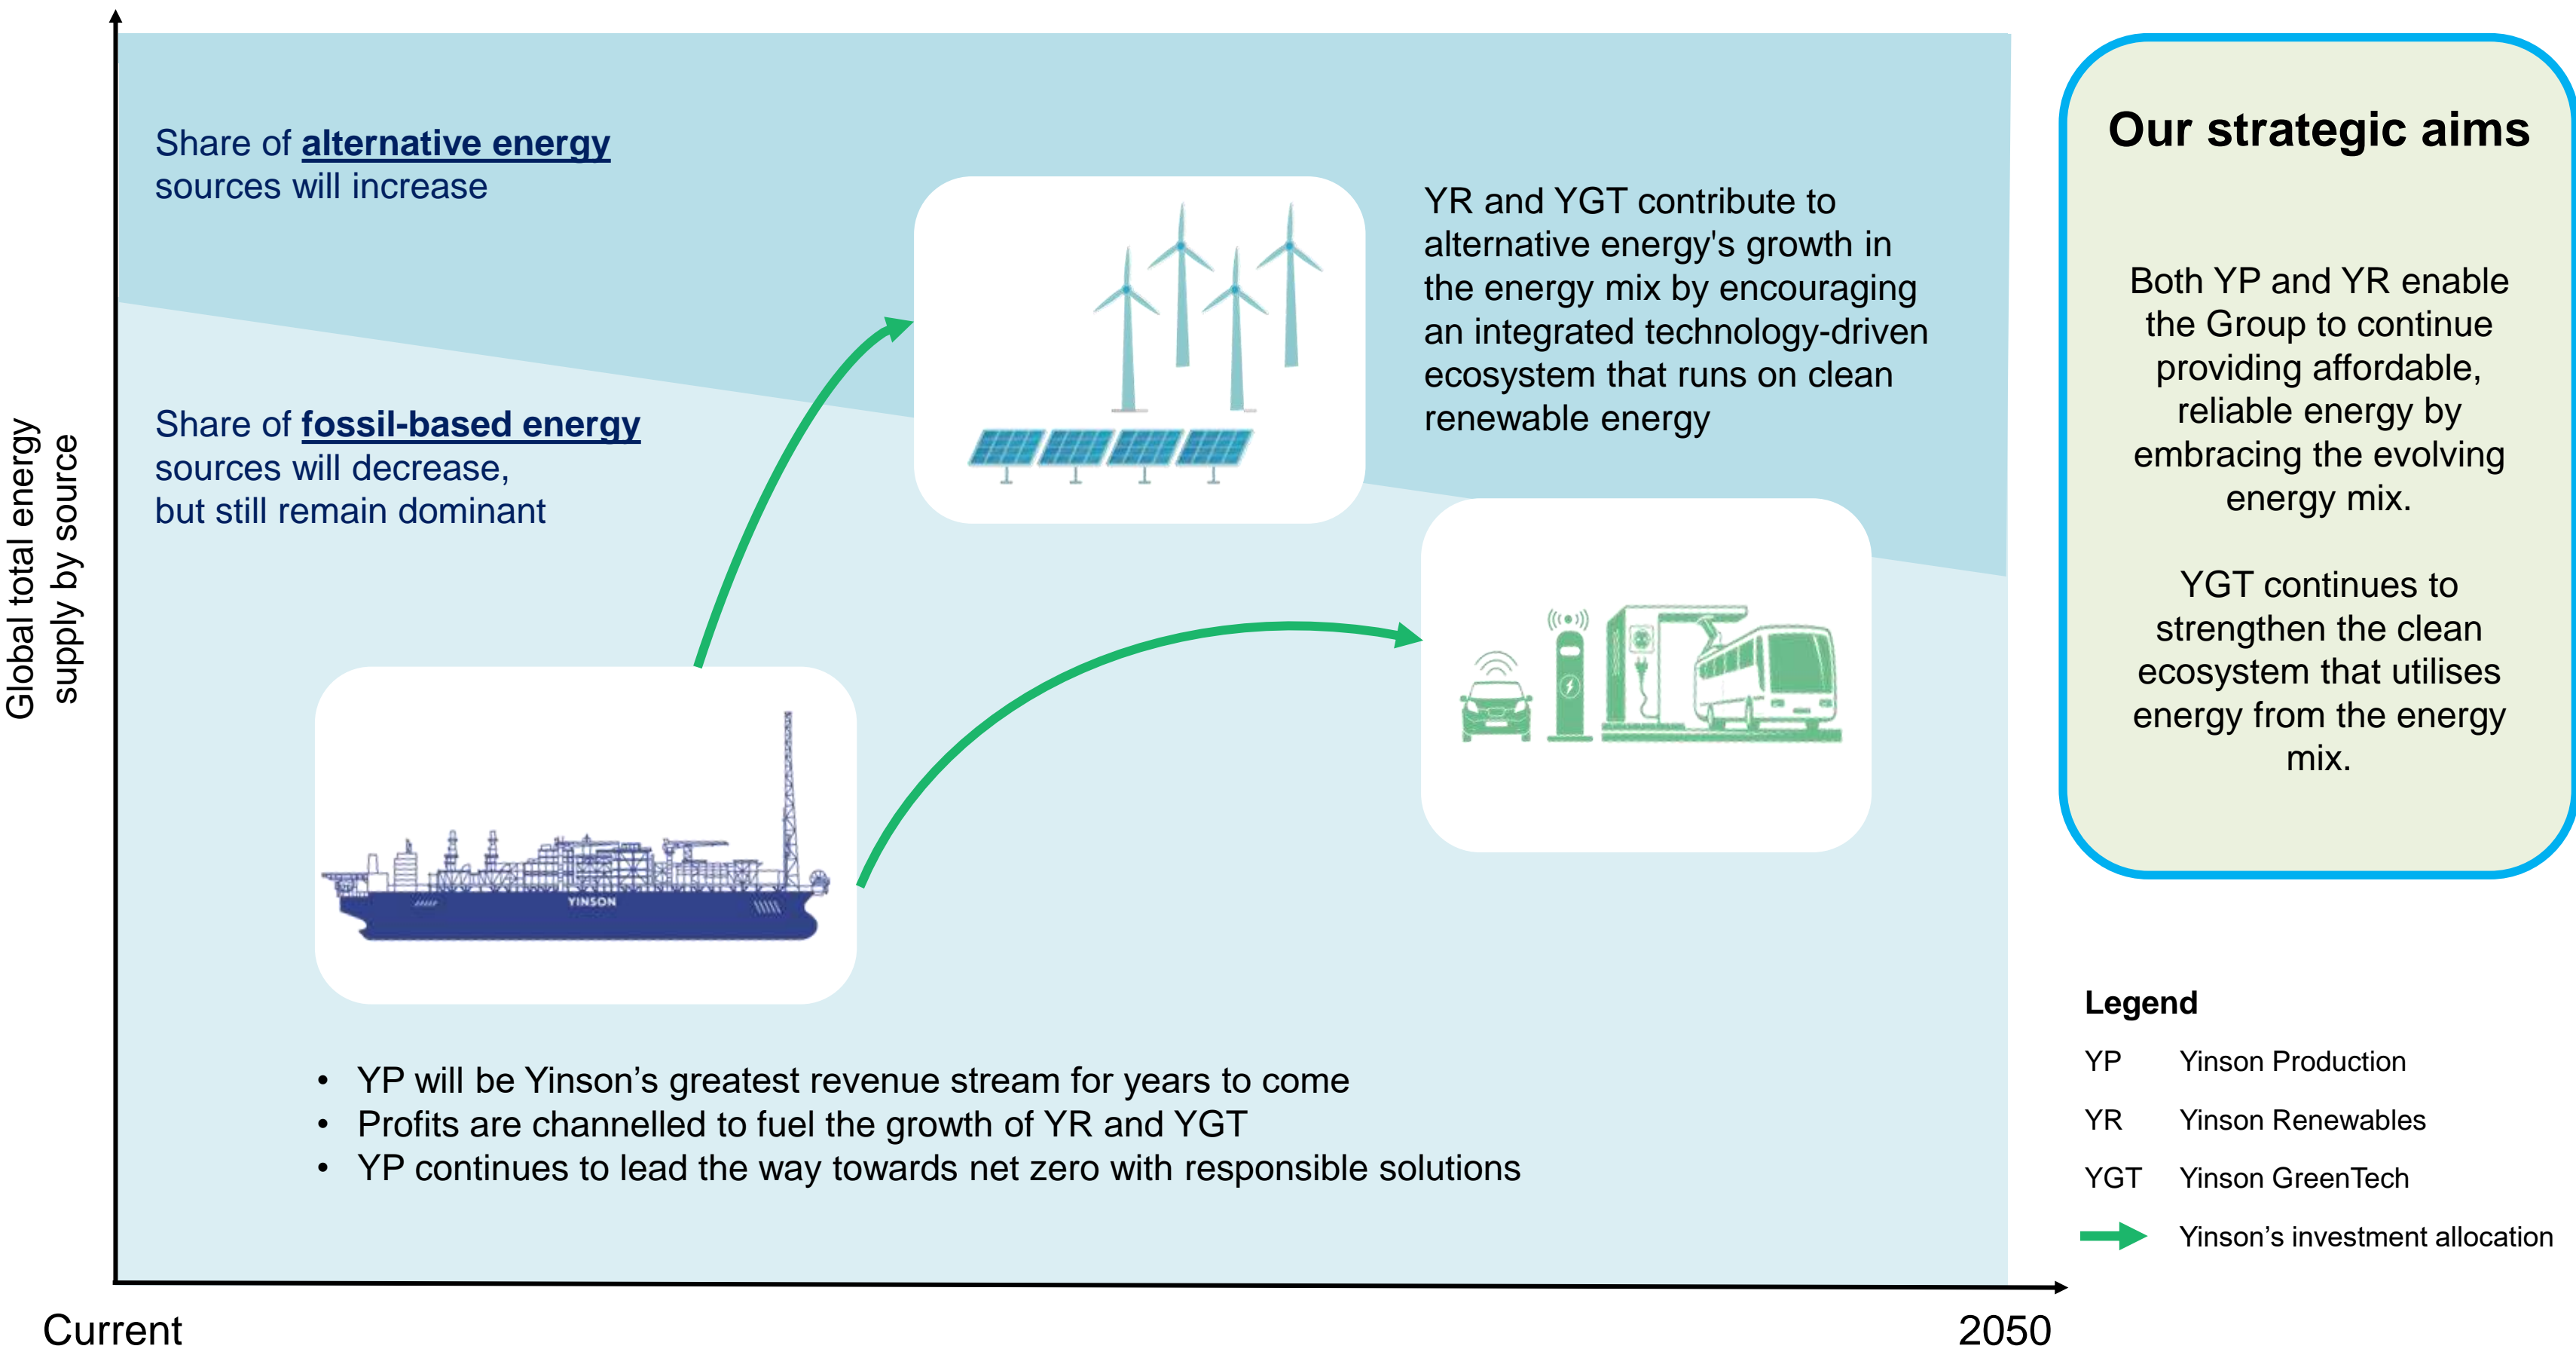 Global total energy
supply by source
Share of alternative energy
sources will increase
Share of fossil-based energy
sources will decrease,
but still remain dominant
YR and YGT contribute to
alternative energy's growth in
the energy mix by encouraging
an integrated technology-driven
ecosystem that runs on clean
renewable energy
YINSON
• YP will be Yinson’s greatest revenue stream for years to come
• Profits are channelled to fuel the growth of YR and YGT
• YP continues to lead the way towards net zero with responsible solutions
Current
2050
Our strategic aims
Both YP and YR enable
the Group to continue
providing affordable,
reliable energy by
embracing the evolving
energy mix.
YGT continues to
strengthen the clean
ecosystem that utilises
energy from the energy
mix.
Legend
YP Yinson Production
YR Yinson Renewables
YGT Yinson GreenTech
Yinson’s investment allocation